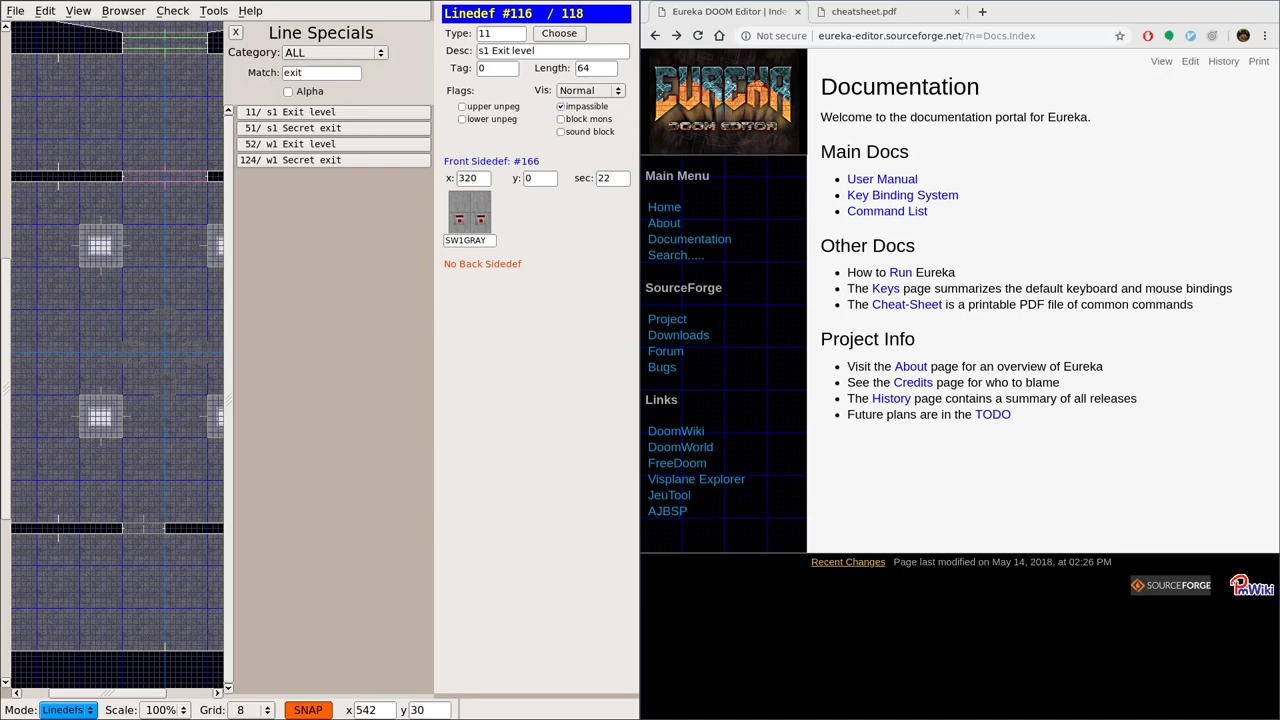 File Edit View Browser Check Tools Help
X Line Specials
Category: ALL
Match: exit
Alpha
11/ s1 Exit level
51/ s1 Secret exit
52/ w1 Exit level
124/ w1 Secret exit
Mode: Linedefs Scale: 100% Grid: 8 SNAP x 542 y 30
Linedef #116 / 118
Type: 11 Choose
Desc: s1 Exit level
Tag: 0 Length: 64
Flags: Vis: Normal
upper unpeg impassible
lower unpeg block mons
sound block
Front Sidedef: #166
x: 320 y: 0 sec: 22
SW1GRAY
No Back Sidedef
Eureka DOOM Editor | Inde
cheatsheet.pdf
Not secure eureka-editor.sourceforge.net/?n=Docs.Index
EUREKA
DOOM EDITOR
View Edit History Print
Main Menu
Home
About
Documentation
Search.....
SourceForge
Project
Downloads
Forum
Bugs
Links
DoomWiki
DoomWorld
FreeDoom
Visplane Explorer
JeuTool
AJBSP
Documentation
Welcome to the documentation portal for Eureka.
Main Docs
User Manual
Key Binding System
Command List
Other Docs
How to Run Eureka
The Keys page summarizes the default keyboard and mouse bindings
The Cheat-Sheet is a printable PDF file of common commands
Project Info
Visit the About page for an overview of Eureka
See the Credits page for who to blame
The History page contains a summary of all releases
Future plans are in the TODO
Recent Changes Page last modified on May 14, 2018, at 02:26 PM
SOURCEFORGE
PmWiki